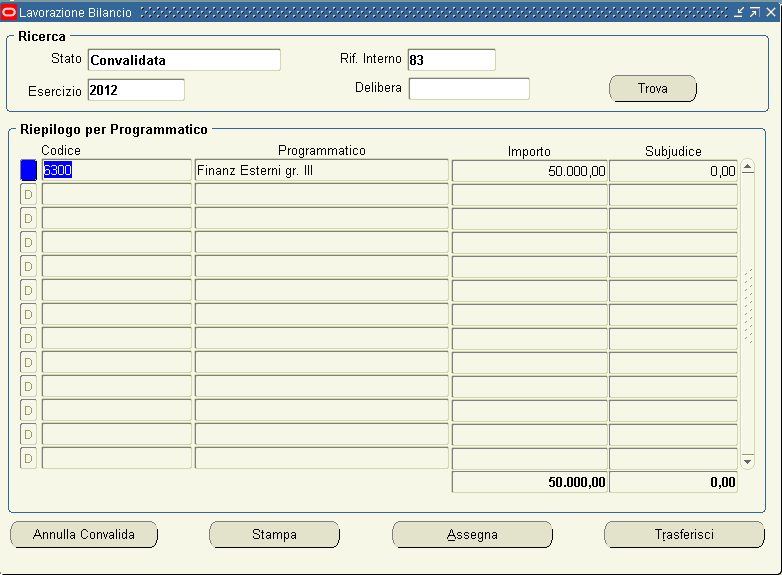 Lavorazione Bilancio
Ricerca
Stato Convalidata Rif. Interno 83
Esercizio 2012 Delibera Trova
Riepilogo per Programmatico
Codice Programmatico Importo Subjudice
6300 Finanz Esterni gr. III 50.000,00 0,00
D
D
D
D
D
D
D
D
D
D
D
D
50.000,00 0,00
Annulla Convalida Stampa Assegna Trasferisci